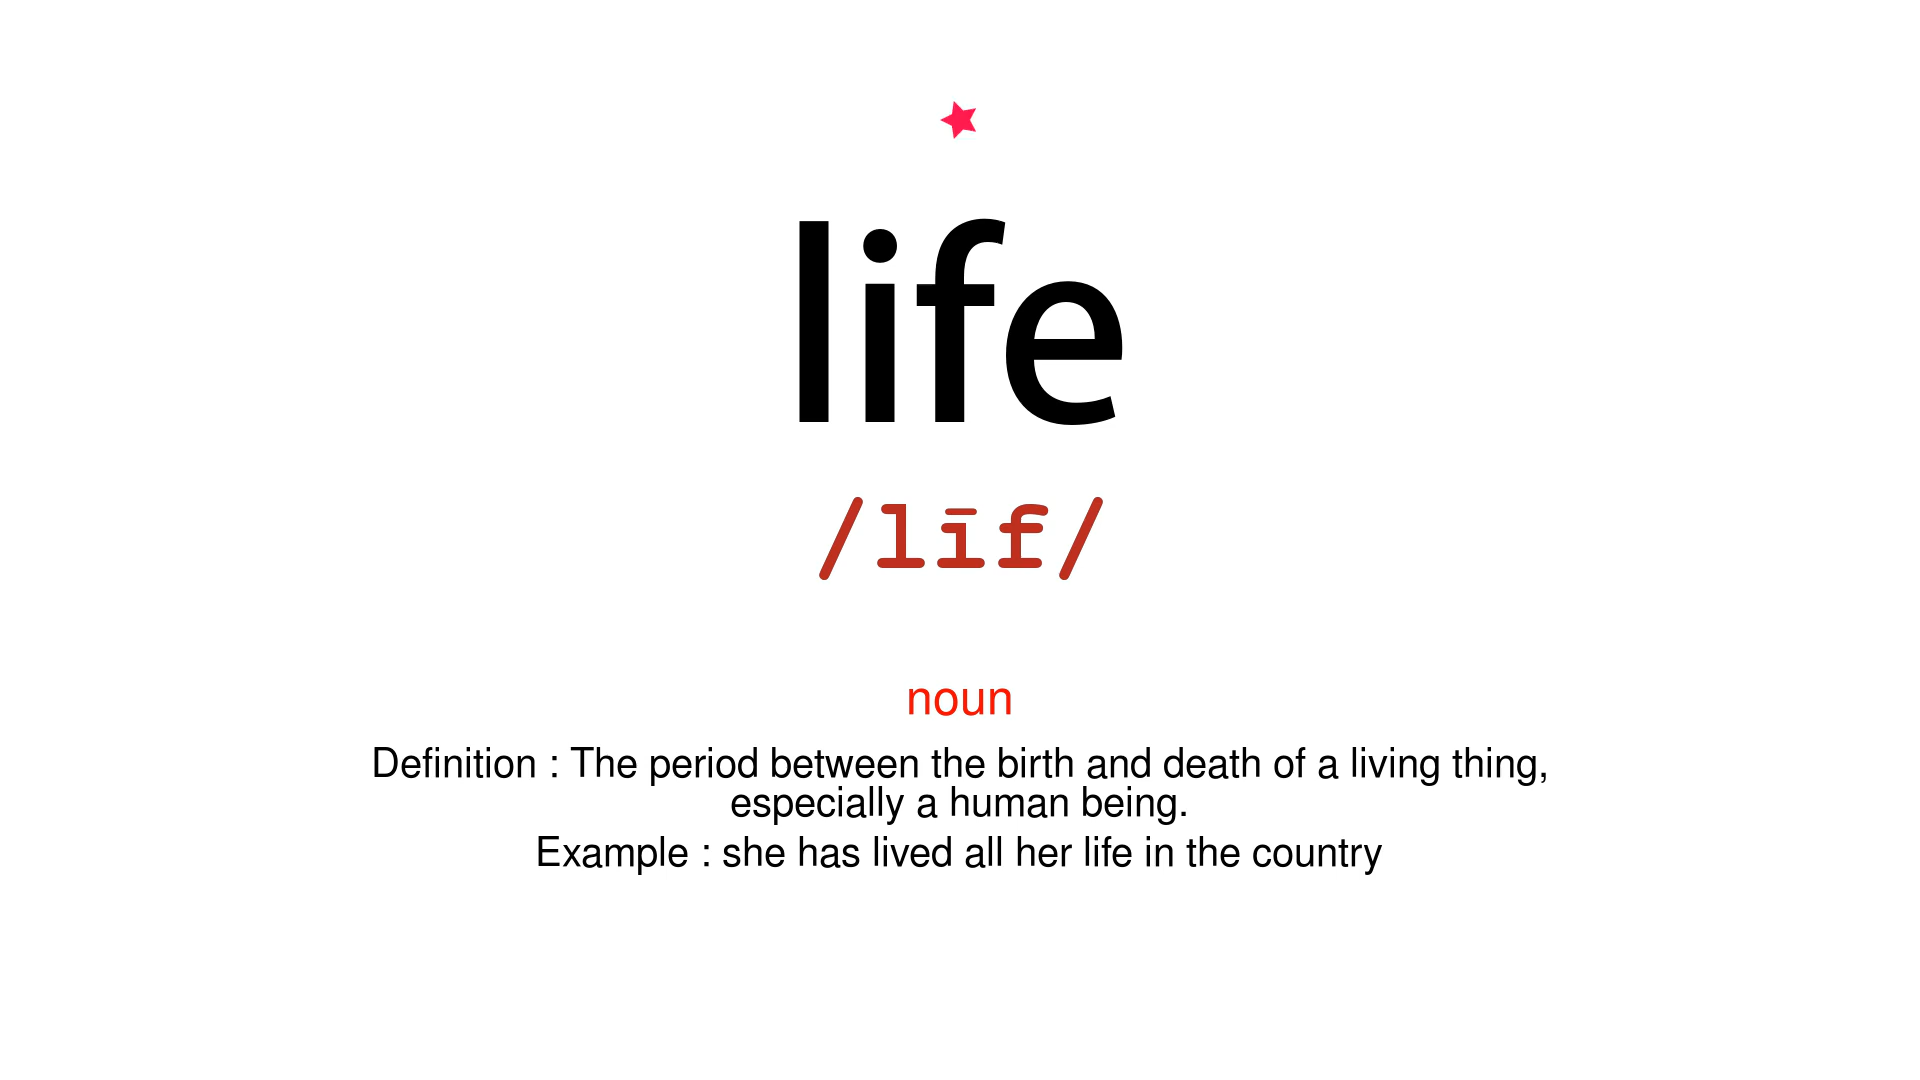 life
/līf/
noun
Definition : The period between the birth and death of a living thing,
especially a human being.
Example : she has lived all her life in the country